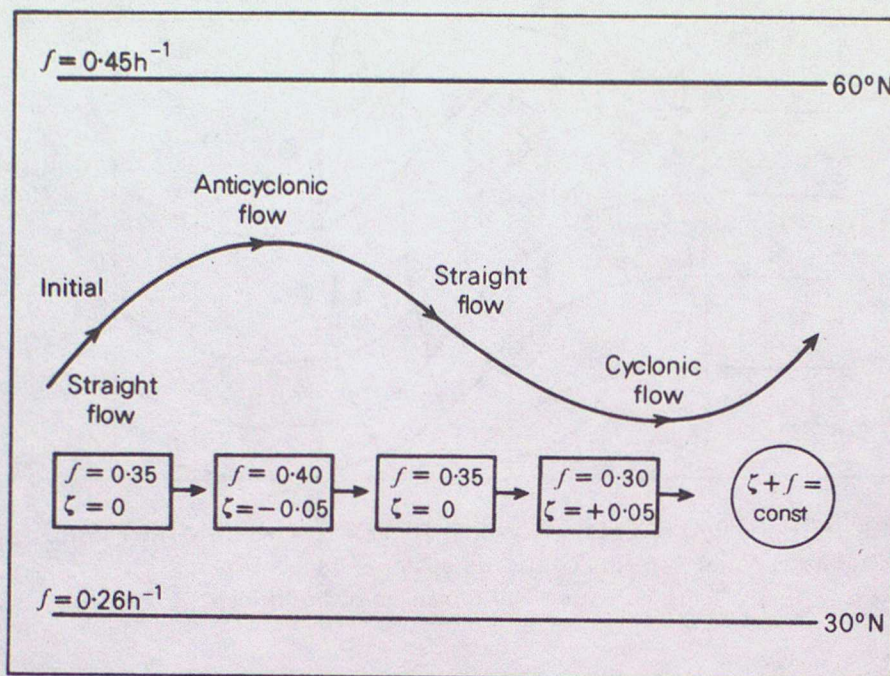 f = 0·45h⁻¹
60°N
Anticyclonic
flow
Initial
Straight
flow
Straight
flow
Cyclonic
flow
f = 0·35
ζ = 0
f = 0·40
ζ = −0·05
f = 0·35
ζ = 0
f = 0·30
ζ = +0·05
ζ + f =
const
f = 0·26h⁻¹
30°N